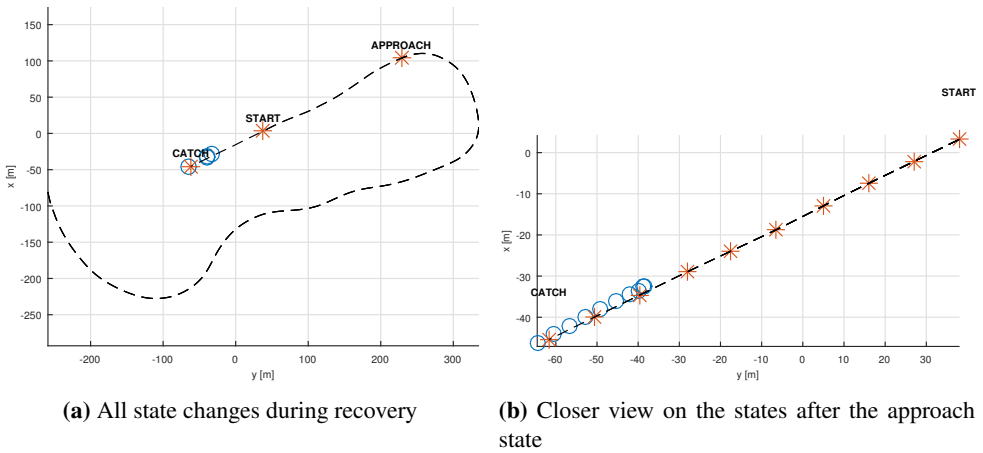 150
100
50
0
-50
-100
-150
-200
-250
x [m]
-200 -100 0 100 200 300
y [m]
APPROACH
START
CATCH
(a) All state changes during recovery
START
0
-10
-20
-30
-40
x [m]
CATCH
-60 -50 -40 -30 -20 -10 0 10 20 30
y [m]
(b) Closer view on the states after the approach
state